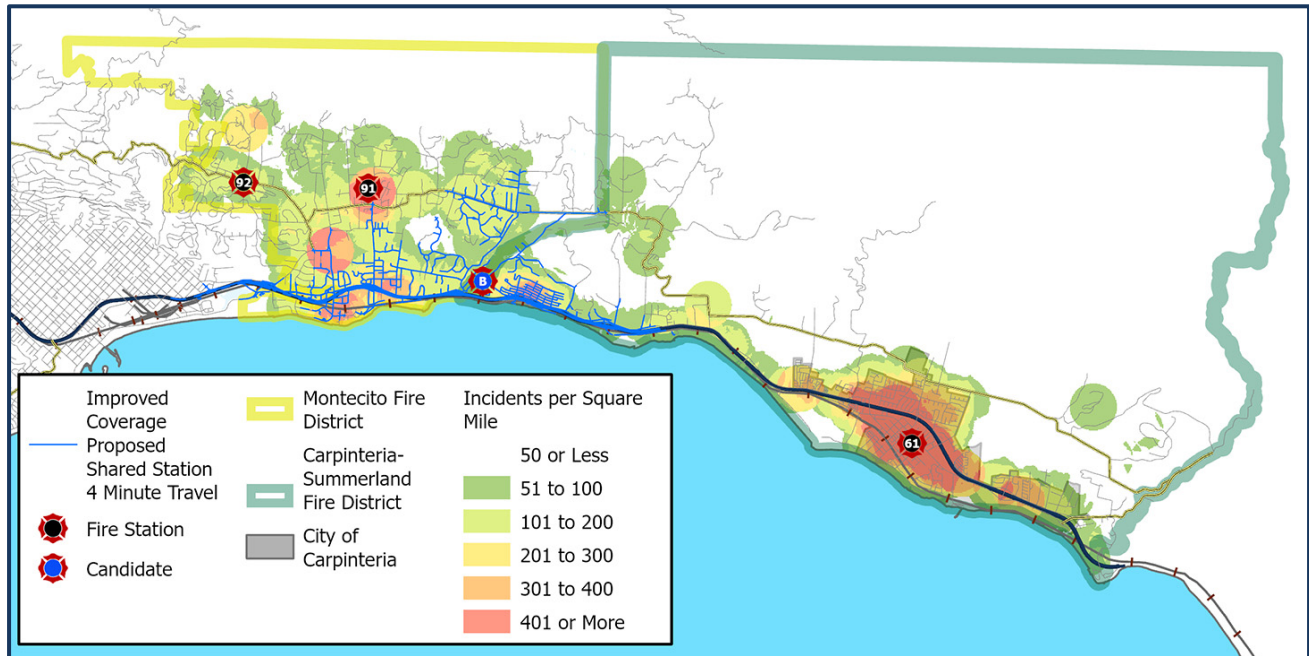 92
91
B
61
Improved
Coverage
Proposed
Shared Station
4 Minute Travel
Fire Station
Candidate
Montecito Fire
District
Carpinteria-
Summerland
Fire District
City of
Carpinteria
Incidents per Square
Mile
50 or Less
51 to 100
101 to 200
201 to 300
301 to 400
401 or More